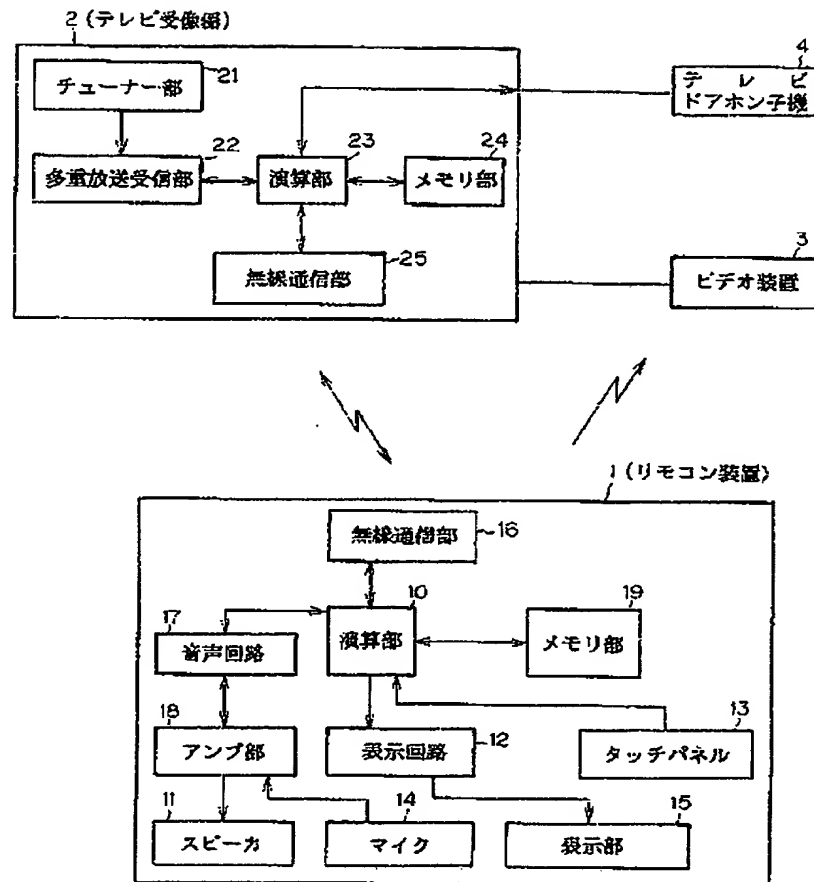 2 (テレビ受像器)
チューナー部
21
多重放送受信部
22
演算部
23
メモリ部
24
無線通信部
25
4
テレビ
ドアホン子機
3
ビデオ装置
1 (リモコン装置)
無線通信部
16
17
音声回路
10
演算部
19
メモリ部
18
アンプ部
表示回路
12
13
タッチパネル
11
スピーカ
14
マイク
15
表示部